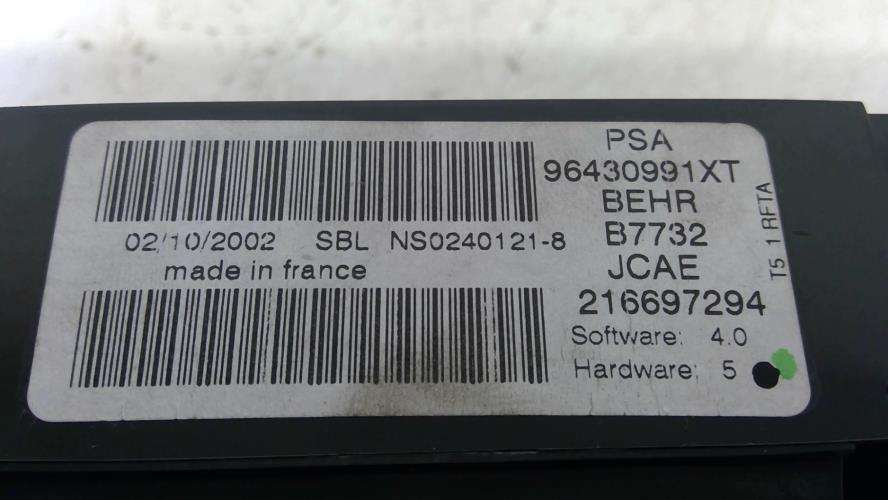 PSA
96430991XT
BEHR
B7732
JCAE
216697294
Software: 4.0
Hardware: 5
T5 1 RFTA
02/10/2002 SBL NS0240121-8
made in france